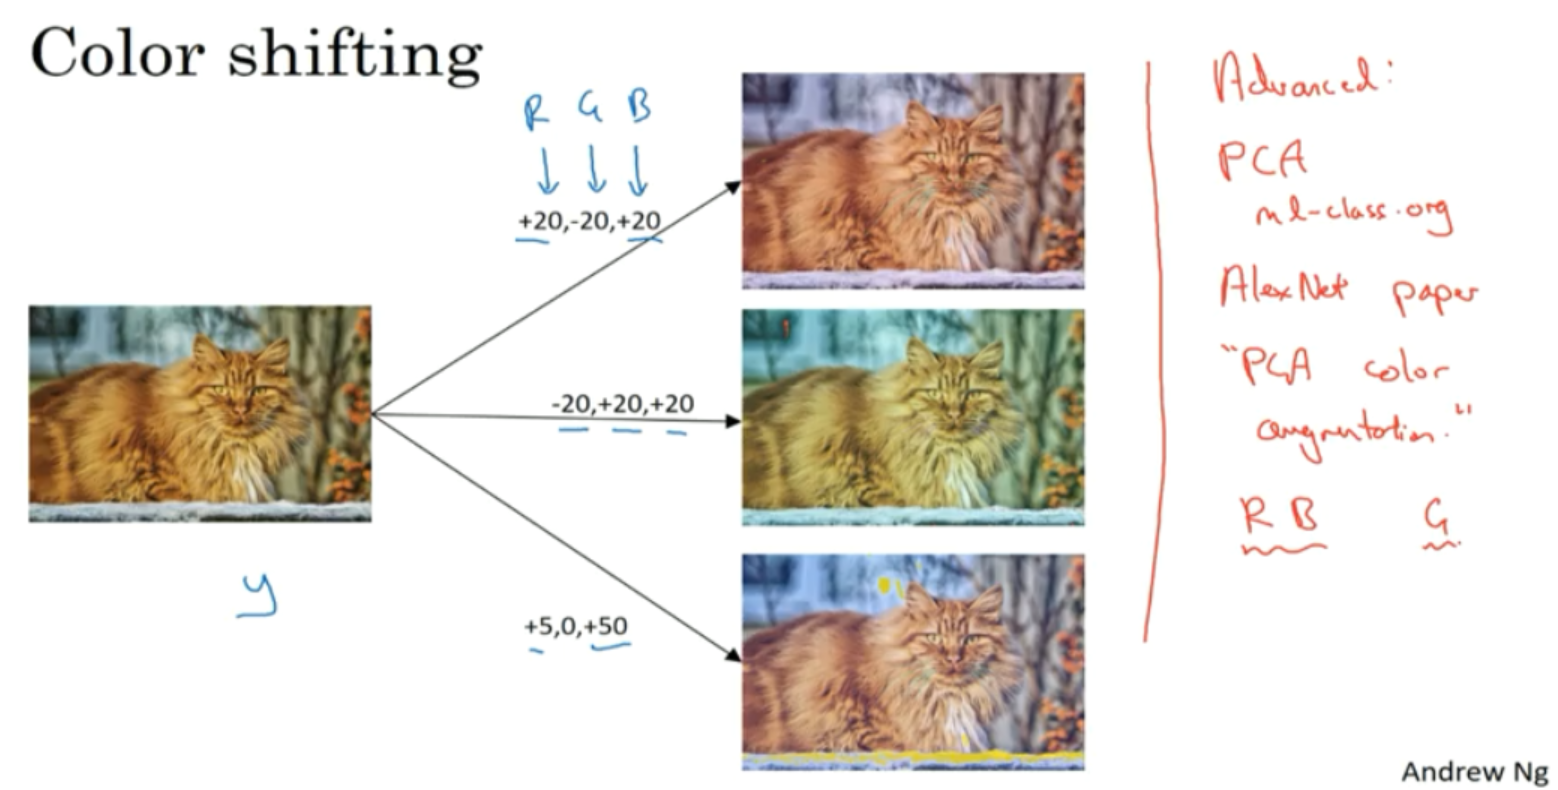 Color shifting
R G B
+20,-20,+20
-20,+20,+20
+5,0,+50
y
Advanced:
PCA
ml-class.org
AlexNet paper
"PCA color
augmentation."
R B G
Andrew Ng